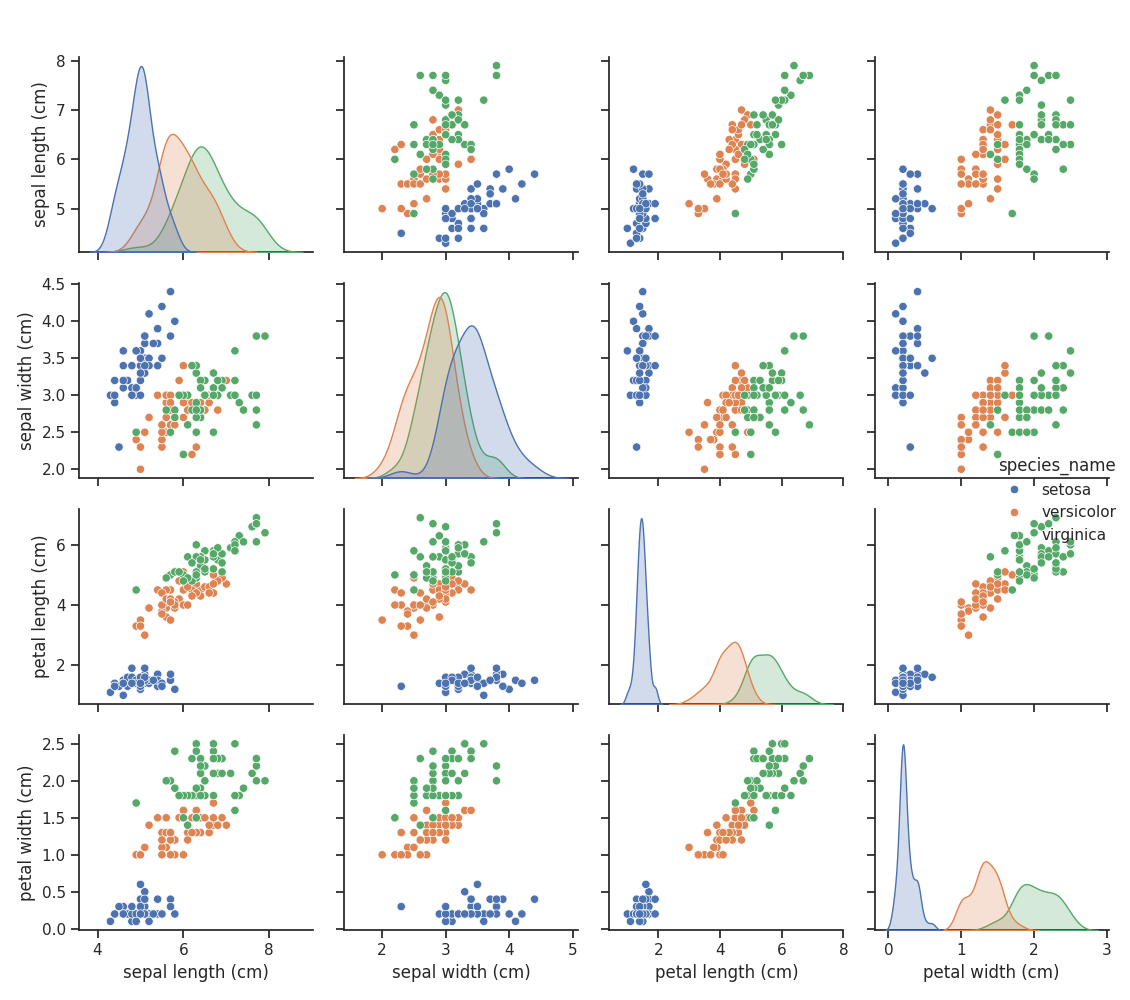 8
7
6
5
sepal length (cm)
4.5
4.0
3.5
3.0
2.5
2.0
sepal width (cm)
species_name
setosa
versicolor
virginica
6
4
2
petal length (cm)
2.5
2.0
1.5
1.0
0.5
0.0
petal width (cm)
4 6 8
2 3 4 5
2 4 6 8
0 1 2 3
sepal length (cm)
sepal width (cm)
petal length (cm)
petal width (cm)